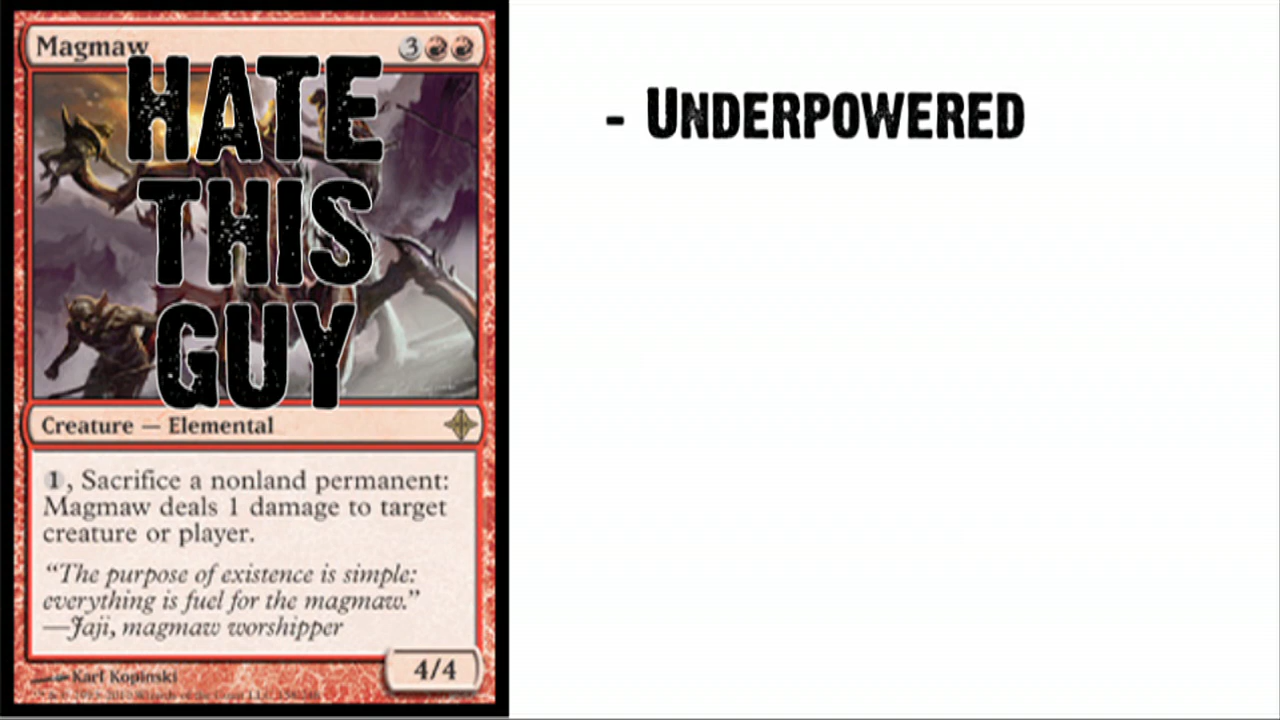 Magmaw 3
HATE
THIS
GUY
Creature — Elemental
1, Sacrifice a nonland permanent:
Magmaw deals 1 damage to target
creature or player.
“The purpose of existence is simple:
everything is fuel for the magmaw.”
—Jaji, magmaw worshipper
4/4
Karl Kopinski
- UNDERPOWERED